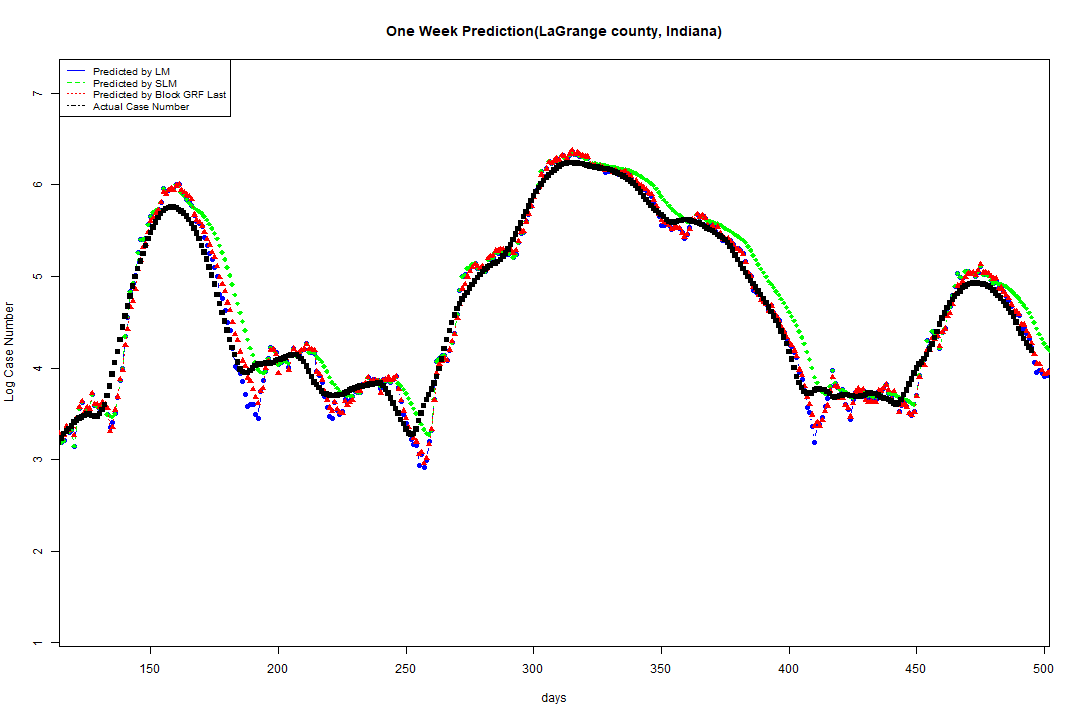 One Week Prediction(LaGrange county, Indiana)
Predicted by LM
Predicted by SLM
Predicted by Block GRF Last
Actual Case Number
7
6
5
4
3
2
1
Log Case Number
150 200 250 300 350 400 450 500
days